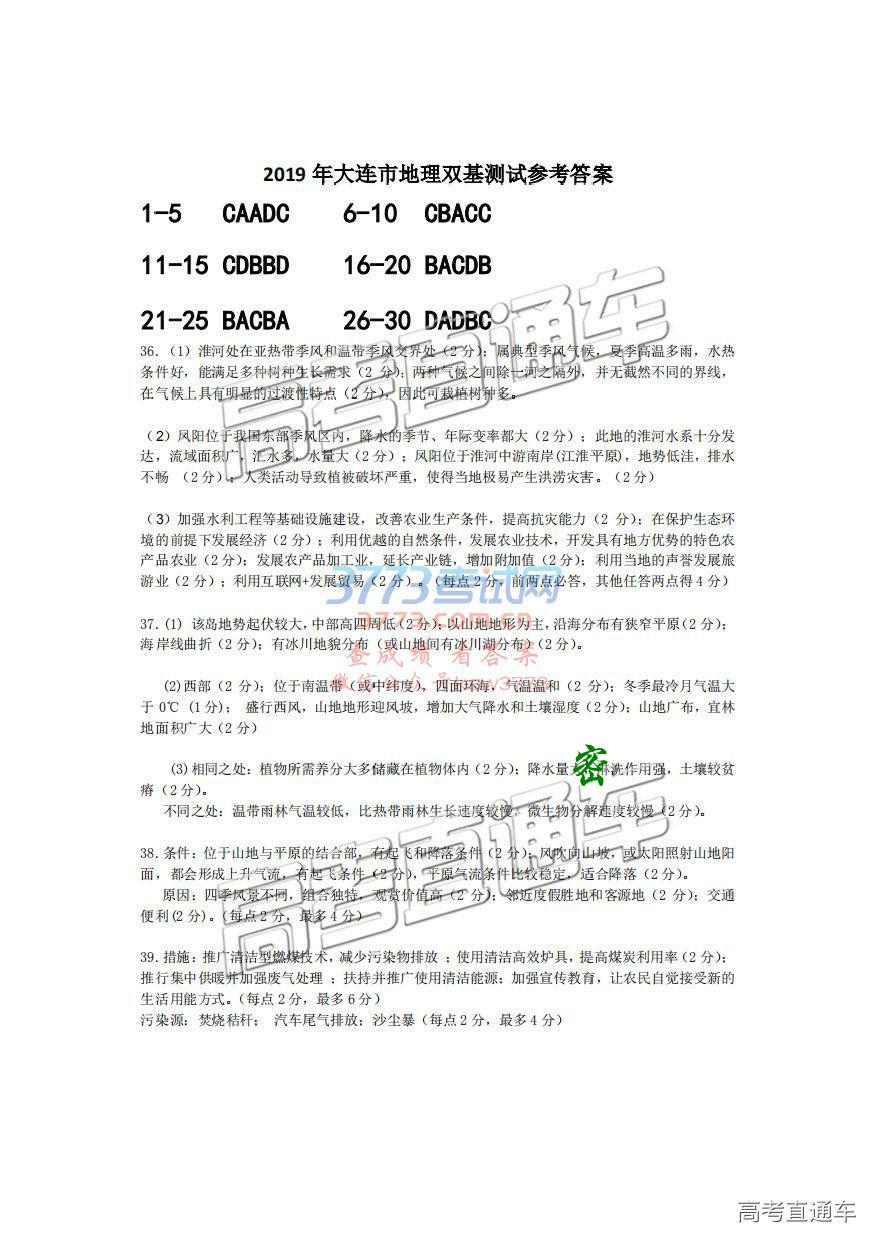 2019 年大连市地理双基测试参考答案
1-5 CAADC 6-10 CBACC
11-15 CDBBD 16-20 BACDB
21-25 BACBA 26-30 DADBC
36.（1）淮河处在亚热带季风和温带季风交界处（2 分）；属典型季风气候，夏季高温多雨，水热
条件好，能满足多种树种生长需求（2 分）；两种气候之间除一河之隔外，并无截然不同的界线，
在气候上具有明显的过渡性特点（2 分），因此可栽植树种多。
（2）凤阳位于我国东部季风区内，降水的季节、年际变率都大（2 分）；此地的淮河水系十分发
达，流域面积广，汇水多，水量大（2 分）；凤阳位于淮河中游南岸(江淮平原)，地势低洼，排水
不畅 （2 分）；人类活动导致植被破坏严重，使得当地极易产生洪涝灾害。（2 分）
（3）加强水利工程等基础设施建设，改善农业生产条件，提高抗灾能力（2 分）；在保护生态环
境的前提下发展经济（2 分）；利用优越的自然条件，发展农业技术，开发具有地方优势的特色农
产品农业（2 分）；发展农产品加工业，延长产业链，增加附加值（2 分）；利用当地的声誉发展旅
游业（2 分）；利用互联网+发展贸易（2 分）。（每点 2 分，前两点必答，其他任答两点得 4 分）
37.(1) 该岛地势起伏较大，中部高四周低（2 分），以山地地形为主，沿海分布有狭窄平原（2 分）；
海岸线曲折（2 分）；有冰川地貌分布（或山地间有冰川湖分布）（2 分）。
(2)西部（2 分）；位于南温带（或中纬度），四面环海，气温温和（2 分）；冬季最冷月气温大
于 0℃（1 分）； 盛行西风，山地地形迎风坡，增加大气降水和土壤湿度（2 分）；山地广布，宜林
地面积广大（2 分）
(3)相同之处：植物所需养分大多储藏在植物体内（2 分）；降水量大，淋洗作用强，土壤较贫
瘠（2 分）。
不同之处：温带雨林气温较低，比热带雨林生长速度较慢，微生物分解速度较慢（2 分）。
38.条件：位于山地与平原的结合部，有起飞和降落条件（2 分）；风吹向山坡，或太阳照射山地阳
面，都会形成上升气流，有起飞条件（2 分），平原气流条件比较稳定，适合降落（2 分）。
原因：四季风景不同，组合独特，观赏价值高（2 分）；邻近度假胜地和客源地（2 分）；交通
便利(2 分)。（每点 2 分，最多 4 分）
39.措施：推广清洁型燃煤技术，减少污染物排放 ；使用清洁高效炉具，提高煤炭利用率（2 分）；
推行集中供暖并加强废气处理 ；扶持并推广使用清洁能源；加强宣传教育，让农民自觉接受新的
生活用能方式。（每点 2 分，最多 6 分）
污染源：焚烧秸秆； 汽车尾气排放；沙尘暴（每点 2 分，最多 4 分）
高考直通车
3773考试网
3773.com.cn
查成绩 看答案
密
高考直通车
高考直通车